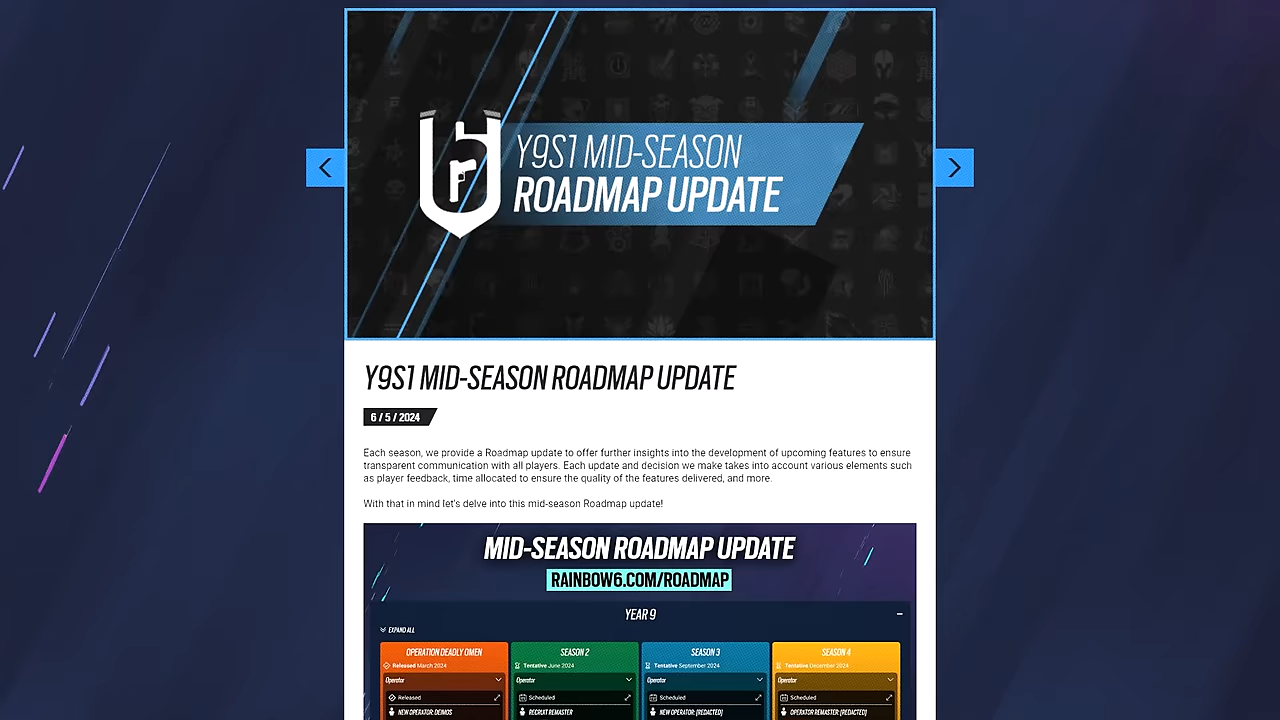 Y9S1 MID-SEASON
ROADMAP UPDATE
Y9S1 MID-SEASON ROADMAP UPDATE
6 / 5 / 2024
Each season, we provide a Roadmap update to offer further insights into the development of upcoming features to ensure
transparent communication with all players. Each update and decision we make takes into account various elements such
as player feedback, time allocated to ensure the quality of the features delivered, and more.
With that in mind let's delve into this mid-season Roadmap update!
MID-SEASON ROADMAP UPDATE
RAINBOW6.COM/ROADMAP
YEAR 9
EXPAND ALL
OPERATION DEADLY OMEN SEASON 2 SEASON 3 SEASON 4
Released March 2024 Tentative June 2024 Tentative September 2024 Tentative December 2024
Operator Operator Operator Operator
Released Scheduled Scheduled Scheduled
NEW OPERATOR: DEIMOS RECRUIT REMASTER NEW OPERATOR: [REDACTED] OPERATOR REMASTER: [REDACTED]